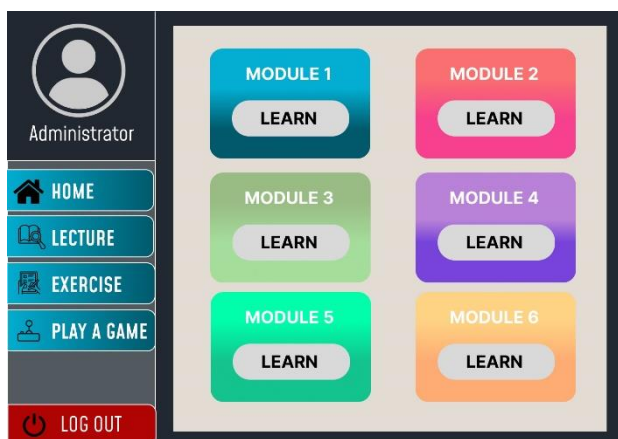 Administrator
HOME
LECTURE
EXERCISE
PLAY A GAME
LOG OUT
MODULE 1
LEARN
MODULE 2
LEARN
MODULE 3
LEARN
MODULE 4
LEARN
MODULE 5
LEARN
MODULE 6
LEARN